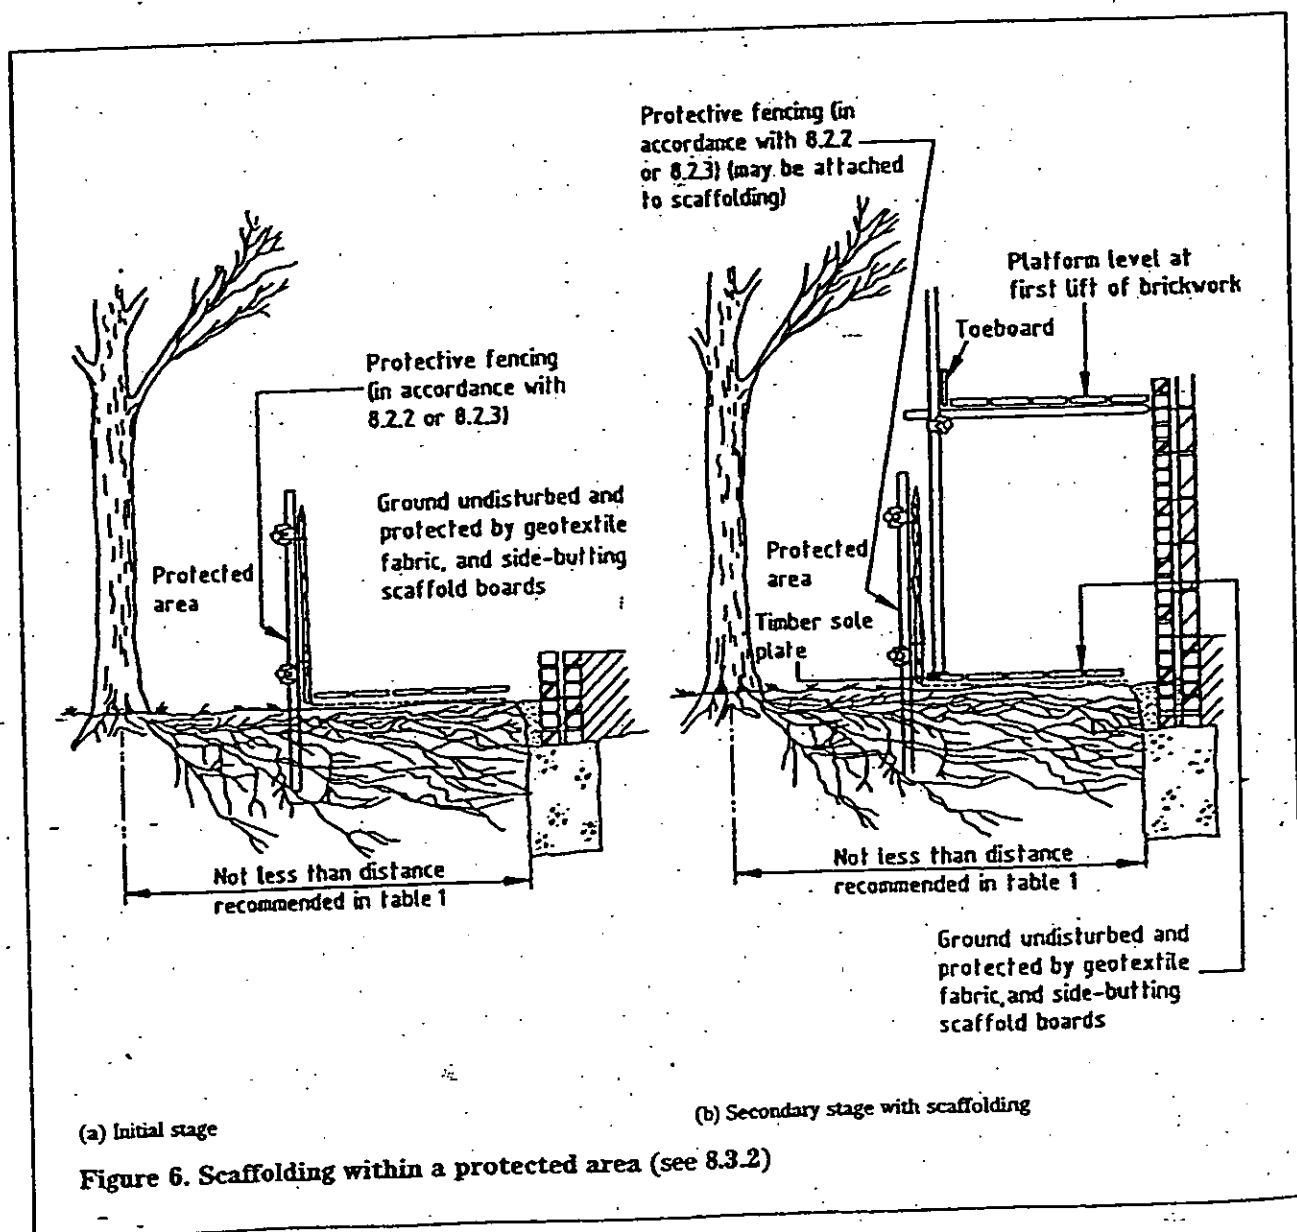 Protective fencing (in
accordance with 8.2.2
or 8.2.3) (may be attached
to scaffolding)
Platform level at
first lift of brickwork
Toeboard
Protective fencing
(in accordance with
8.2.2 or 8.2.3)
Ground undisturbed and
protected by geotextile
fabric, and side-butting
scaffold boards
Protected
area
Protected
area
Timber sole
plate
Not less than distance
recommended in table 1
Not less than distance
recommended in table 1
Ground undisturbed and
protected by geotextile
fabric, and side-butting
scaffold boards
(a) Initial stage
(b) Secondary stage with scaffolding
Figure 6. Scaffolding within a protected area (see 8.3.2)